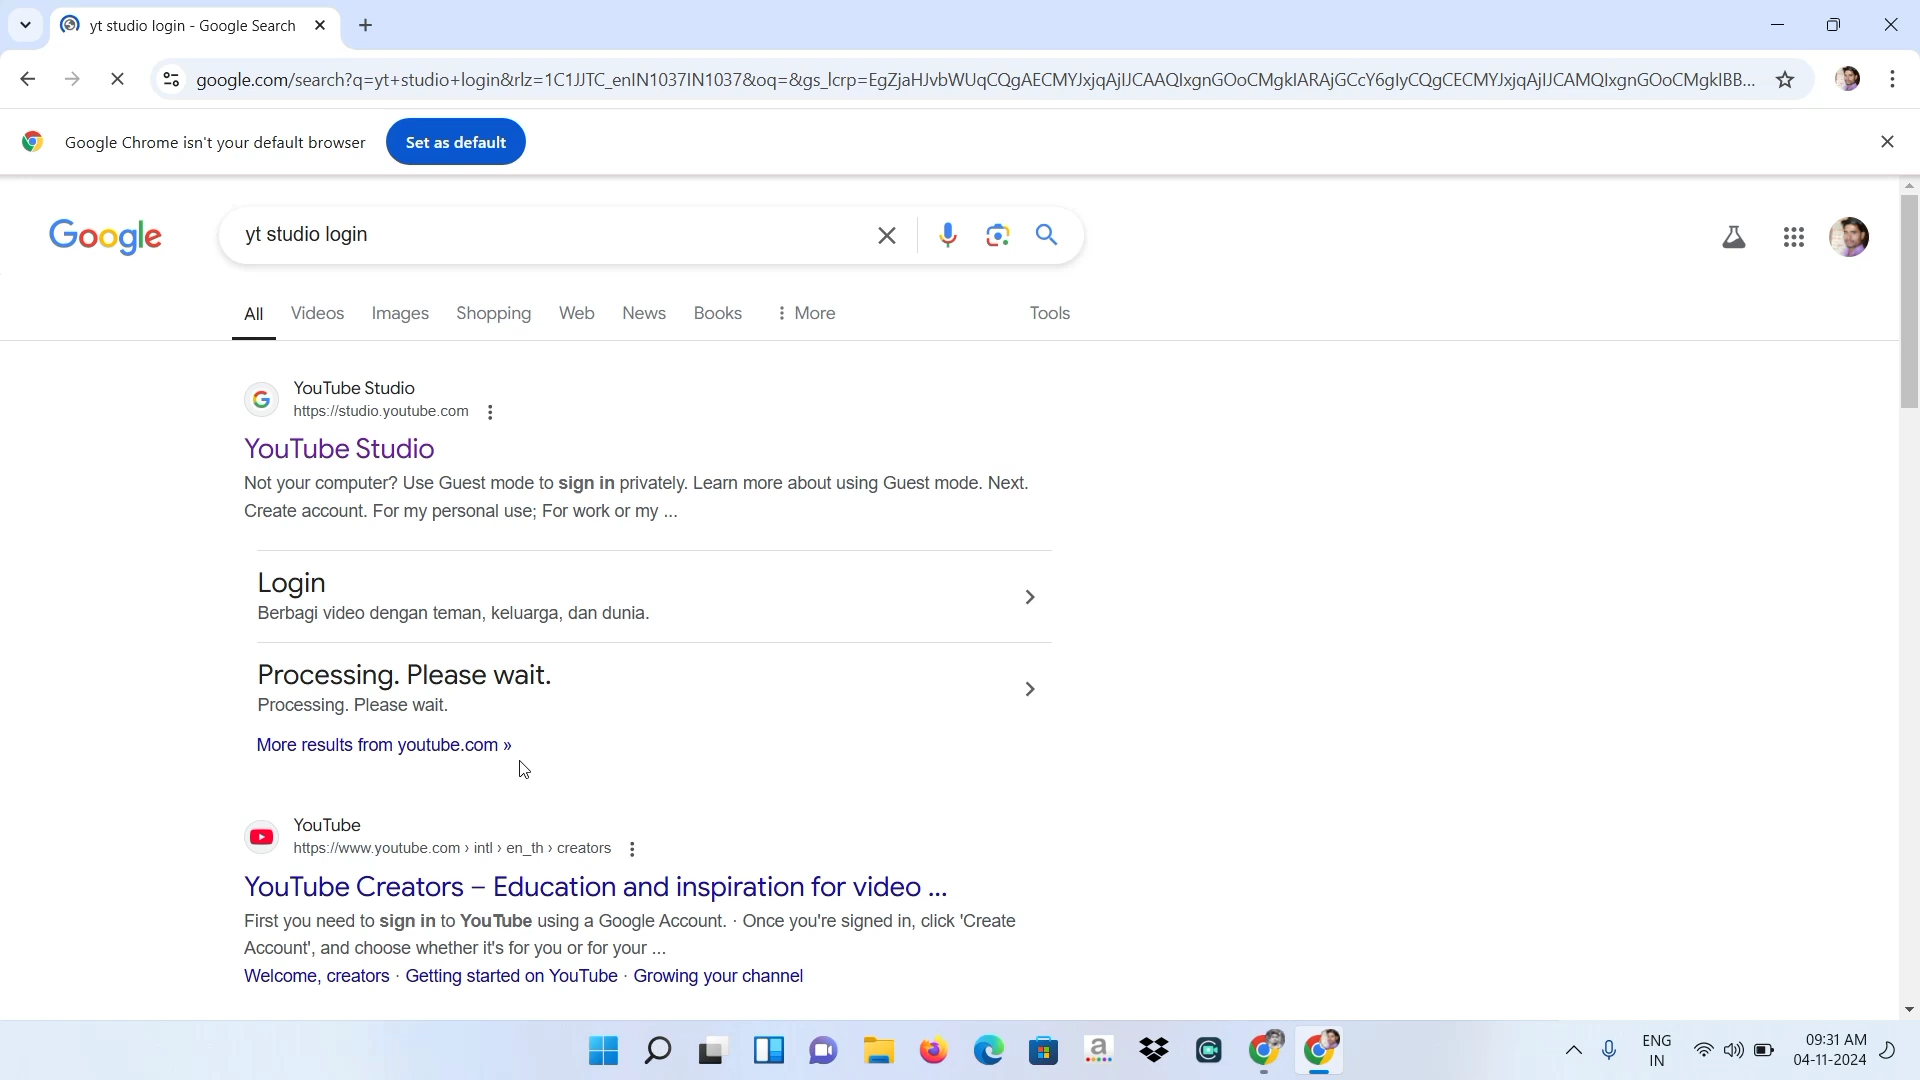 yt studio login - Google Search
google.com/search?q=yt+studio+login&rlz=1C1JJTC_enIN1037IN1037&oq=&gs_lcrp=
Google Chrome isn't your default browser
Set as default
Google
yt studio login
All
Videos
Images
Shopping
Web
News
Books
More
Tools
YouTube Studio
https://studio.youtube.com
YouTube Studio
Not your computer? Use Guest mode to sign in privately. Learn more about using Guest mode. Next.
Create account. For my personal use; For work or my ...
Login
Berbagi video dengan teman, keluarga, dan dunia.
Processing. Please wait.
Processing. Please wait.
More results from youtube.com »
YouTube
https://www.youtube.com › intl › en_th › creators
YouTube Creators – Education and inspiration for video ...
First you need to sign in to YouTube using a Google Account. · Once you're signed in, click 'Create
Account', and choose whether it's for you or for your ...
Welcome, creators · Getting started on YouTube · Growing your channel
ENG
IN
09:31 AM
04-11-2024